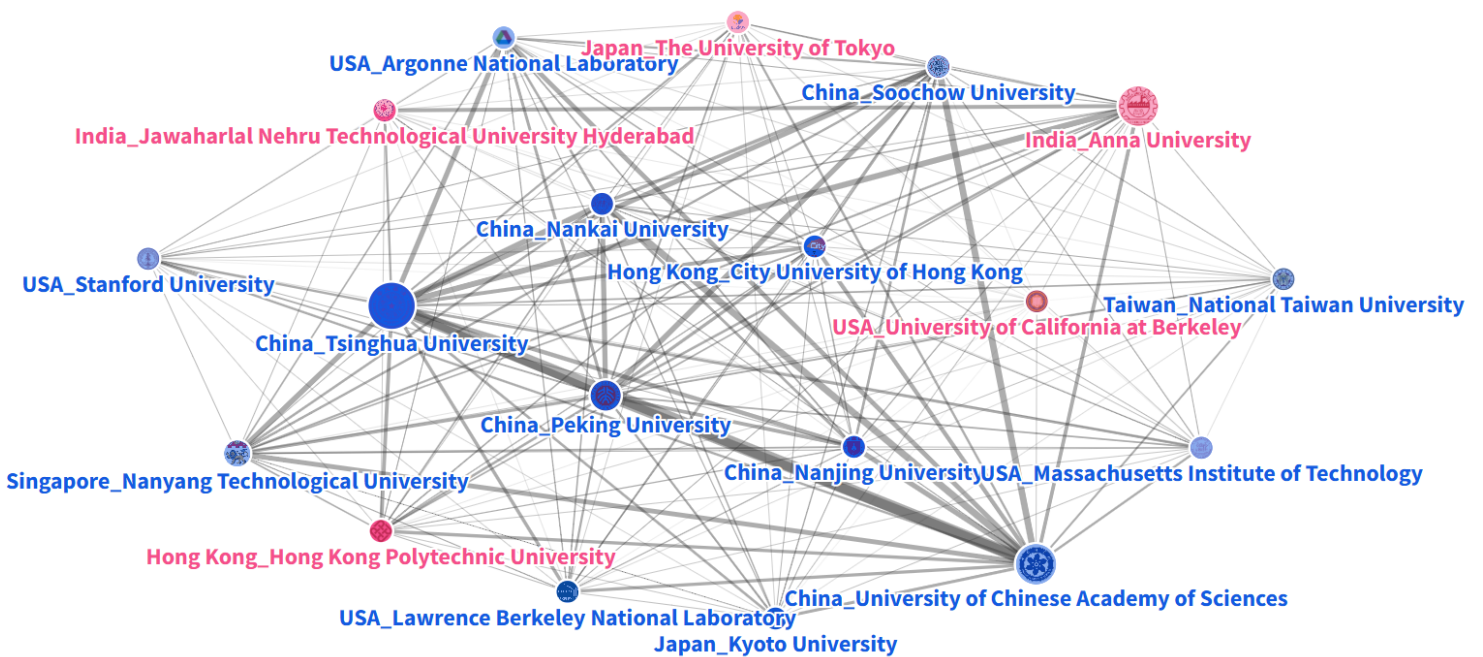 Japan_The University of Tokyo
USA_Argonne National Laboratory
China_Soochow University
India_Jawaharlal Nehru Technological University Hyderabad
India_Anna University
China_Nankai University
Hong Kong_City University of Hong Kong
USA_Stanford University
Taiwan_National Taiwan University
USA_University of California at Berkeley
China_Tsinghua University
China_Peking University
China_Nanjing University
USA_Massachusetts Institute of Technology
Singapore_Nanyang Technological University
Hong Kong_Hong Kong Polytechnic University
China_University of Chinese Academy of Sciences
USA_Lawrence Berkeley National Laboratory
Japan_Kyoto University